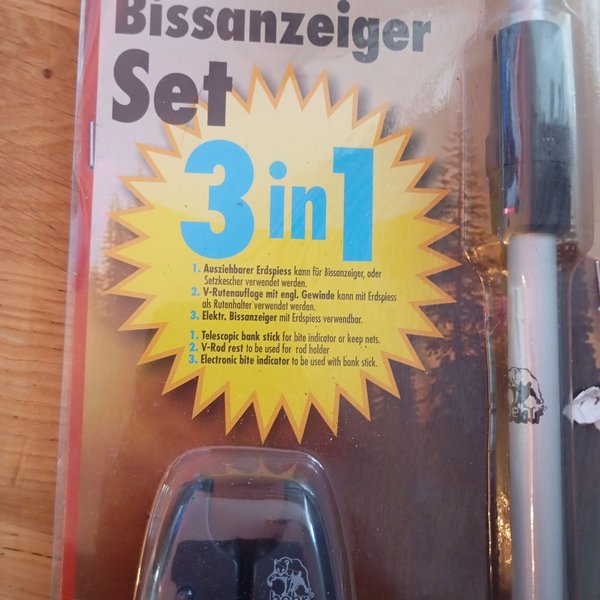 Bissanzeiger
Set
3 in 1
1. Ausziehbarer Erdspiess kann für Bissanzeiger, oder
Setzkescher verwendet werden.
2. V-Rutenauflage mit engl. Gewinde kann mit Erdspiess
als Rutenhalter verwendet werden.
3. Elektr. Bissanzeiger mit Erdspiess verwendbar.
1. Telescopic bank stick for bite indicator or keep nets.
2. V-Rod rest to be used for rod holder
3. Electronic bite indicator to be used with bank stick.